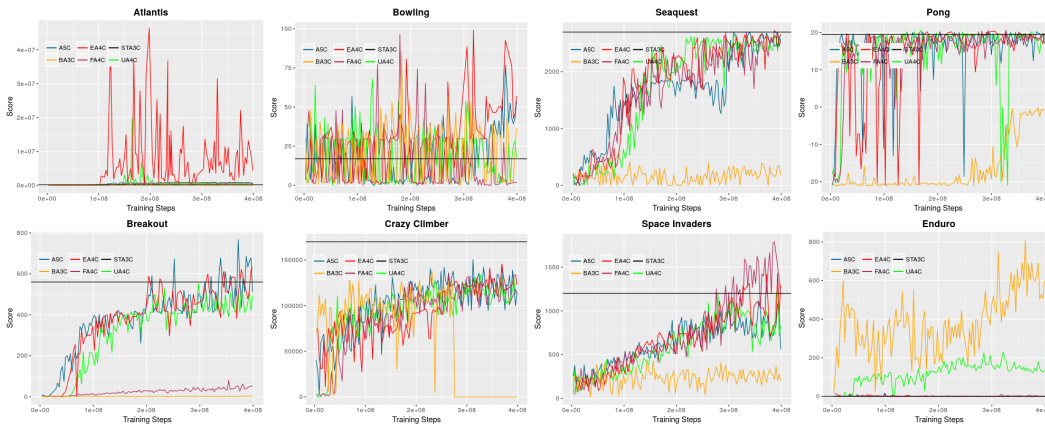 Atlantis
Score
4e+07
3e+07
2e+07
1e+07
0e+00
A5C EA4C STA3C
BA3C FA4C UA4C
0e+00 1e+08 2e+08 3e+08 4e+08
Training Steps
Bowling
Score
100
75
50
25
0
A5C EA4C STA3C
BA3C FA4C UA4C
0e+00 1e+08 2e+08 3e+08 4e+08
Training Steps
Seaquest
Score
2000
1000
0
A5C EA4C STA3C
BA3C FA4C UA4C
0e+00 1e+08 2e+08 3e+08 4e+08
Training Steps
Pong
Score
20
10
0
-10
-20
A5C EA4C STA3C
BA3C FA4C UA4C
0e+00 1e+08 2e+08 3e+08 4e+08
Training Steps
Breakout
Score
800
600
400
200
0
A5C EA4C STA3C
BA3C FA4C UA4C
0e+00 1e+08 2e+08 3e+08 4e+08
Training Steps
Crazy Climber
Score
150000
100000
50000
0
A5C EA4C STA3C
BA3C FA4C UA4C
0e+00 1e+08 2e+08 3e+08 4e+08
Training Steps
Space Invaders
Score
1500
1000
500
0
A5C EA4C STA3C
BA3C FA4C UA4C
0e+00 1e+08 2e+08 3e+08 4e+08
Training Steps
Enduro
Score
800
600
400
200
0
A5C EA4C STA3C
BA3C FA4C UA4C
0e+00 1e+08 2e+08 3e+08 4e+08
Training Steps